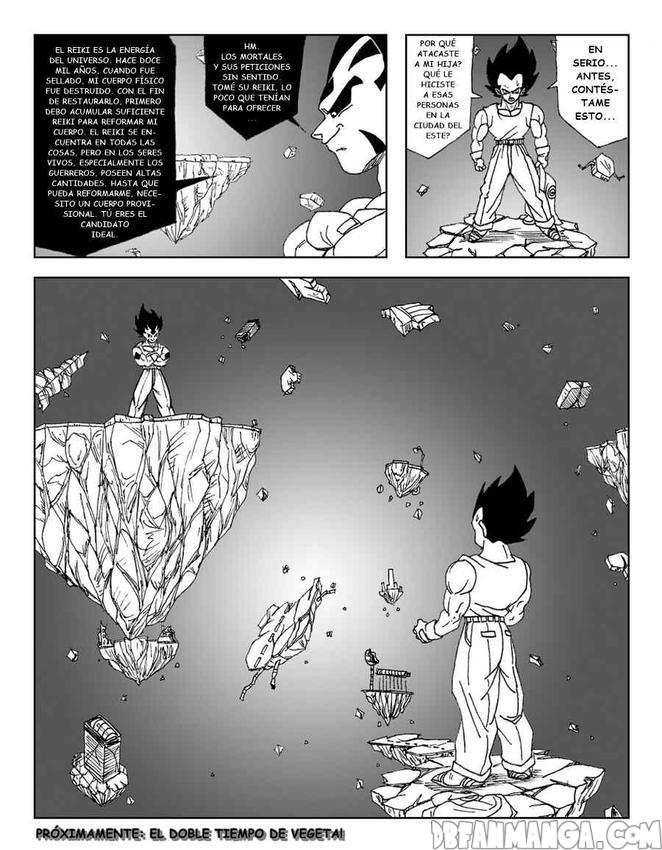 EN
SERIO...
ANTES,
CONTÉS-
TAME
ESTO...
POR QUÉ
ATACASTE
A MI HIJA?
QUÉ LE
HICISTE
A ESAS
PERSONAS
EN LA
CIUDAD DEL
ESTE?
HM.
LOS MORTALES
Y SUS PETICIONES
SIN SENTIDO.
TOMÉ SU REIKI, LO
POCO QUE TENÍAN
PARA OFRECER
...
EL REIKI ES LA ENERGÍA
DEL UNIVERSO. HACE DOCE
MIL AÑOS, CUANDO FUE
SELLADO, MI CUERPO FÍSICO
FUE DESTRUIDO. CON EL FIN
DE RESTAURARLO, PRIMERO
DEBO ACUMULAR SUFICIENTE
REIKI PARA REFORMAR MI
CUERPO. EL REIKI SE EN-
CUENTRA EN TODAS LAS
COSAS, PERO EN LOS SERES
VIVOS, ESPECIALMENTE LOS
GUERREROS, POSEEN ALTAS
CANTIDADES. HASTA QUE
PUEDA REFORMARME, NECE-
SITO UN CUERPO PROVI-
SIONAL. TÚ ERES EL
CANDIDATO
IDEAL.
PRÓXIMAMENTE: EL DOBLE TIEMPO DE VEGETA!
DBFANMANGA.COM